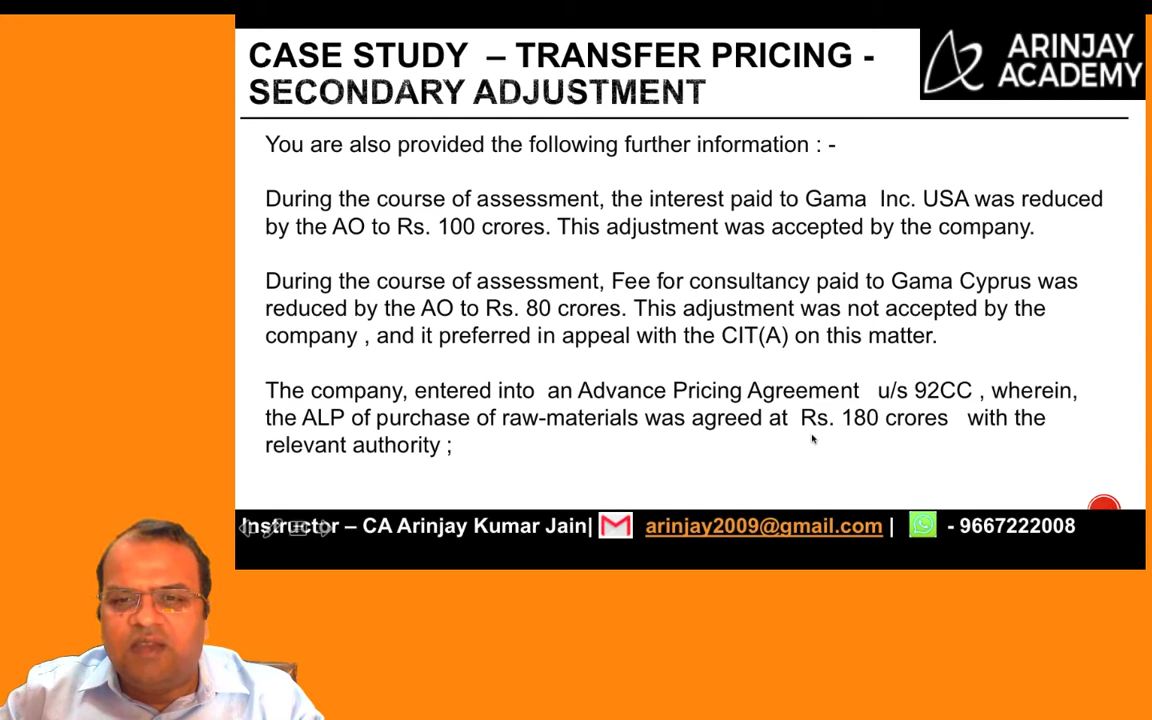 CASE STUDY – TRANSFER PRICING -
SECONDARY ADJUSTMENT
ARINJAY
ACADEMY
You are also provided the following further information : -
During the course of assessment, the interest paid to Gama Inc. USA was reduced
by the AO to Rs. 100 crores. This adjustment was accepted by the company.
During the course of assessment, Fee for consultancy paid to Gama Cyprus was
reduced by the AO to Rs. 80 crores. This adjustment was not accepted by the
company , and it preferred in appeal with the CIT(A) on this matter.
The company, entered into an Advance Pricing Agreement u/s 92CC , wherein,
the ALP of purchase of raw-materials was agreed at Rs. 180 crores with the
relevant authority ;
Instructor – CA Arinjay Kumar Jain| arinjay2009@gmail.com | - 9667222008